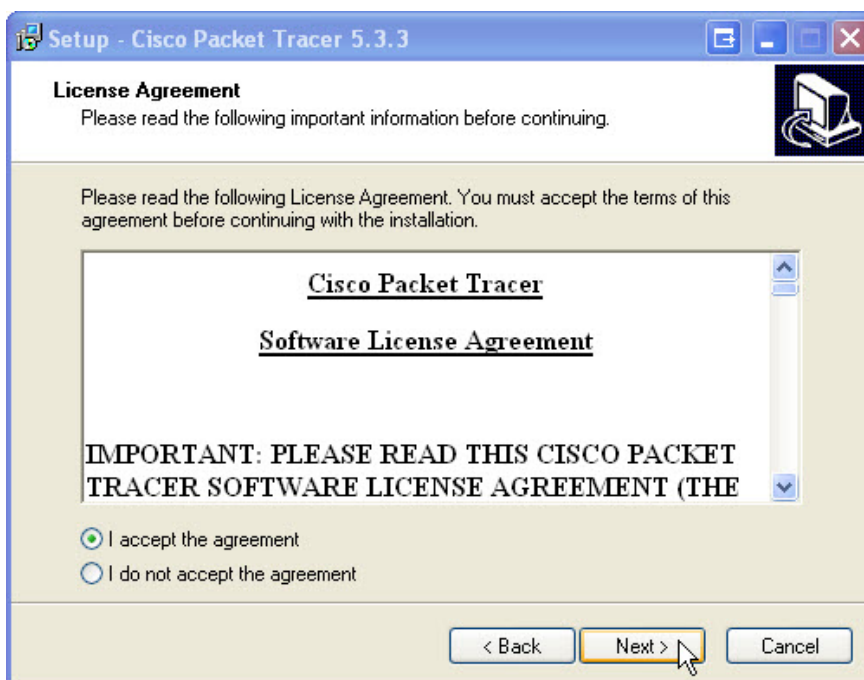 Setup - Cisco Packet Tracer 5.3.3
License Agreement
Please read the following important information before continuing.
Please read the following License Agreement. You must accept the terms of this
agreement before continuing with the installation.
Cisco Packet Tracer
Software License Agreement
IMPORTANT: PLEASE READ THIS CISCO PACKET
TRACER SOFTWARE LICENSE AGREEMENT (THE
I accept the agreement
I do not accept the agreement
< Back
Next >
Cancel